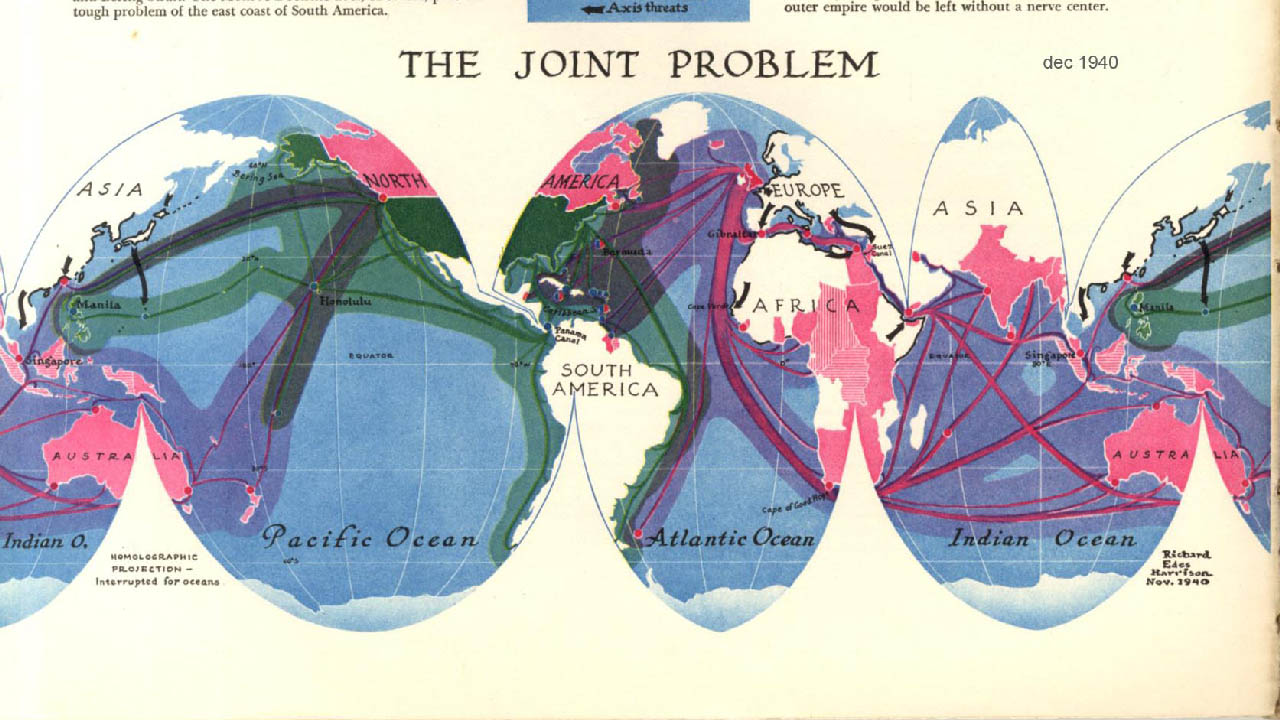 tough problem of the east coast of South America.
Axis threats
outer empire would be left without a nerve center.
THE JOINT PROBLEM
dec 1940
ASIA
Bering Sea
NORTH
AMERICA
EUROPE
ASIA
Gibraltar
Suez
Canal
Bermuda
Manila
Honolulu
Caribbean
Cape Verde
AFRICA
Manila
Panama
Canal
Singapore
EQUATOR
EQUATOR
Singapore
SOUTH
AMERICA
AUSTRALIA
AUSTRALIA
Cape of Good Hope
Indian O.
Pacific Ocean
Atlantic Ocean
Indian Ocean
HOMOLOGRAPHIC
PROJECTION –
Interrupted for oceans
Richard
Edes
Harrison
Nov. 1940